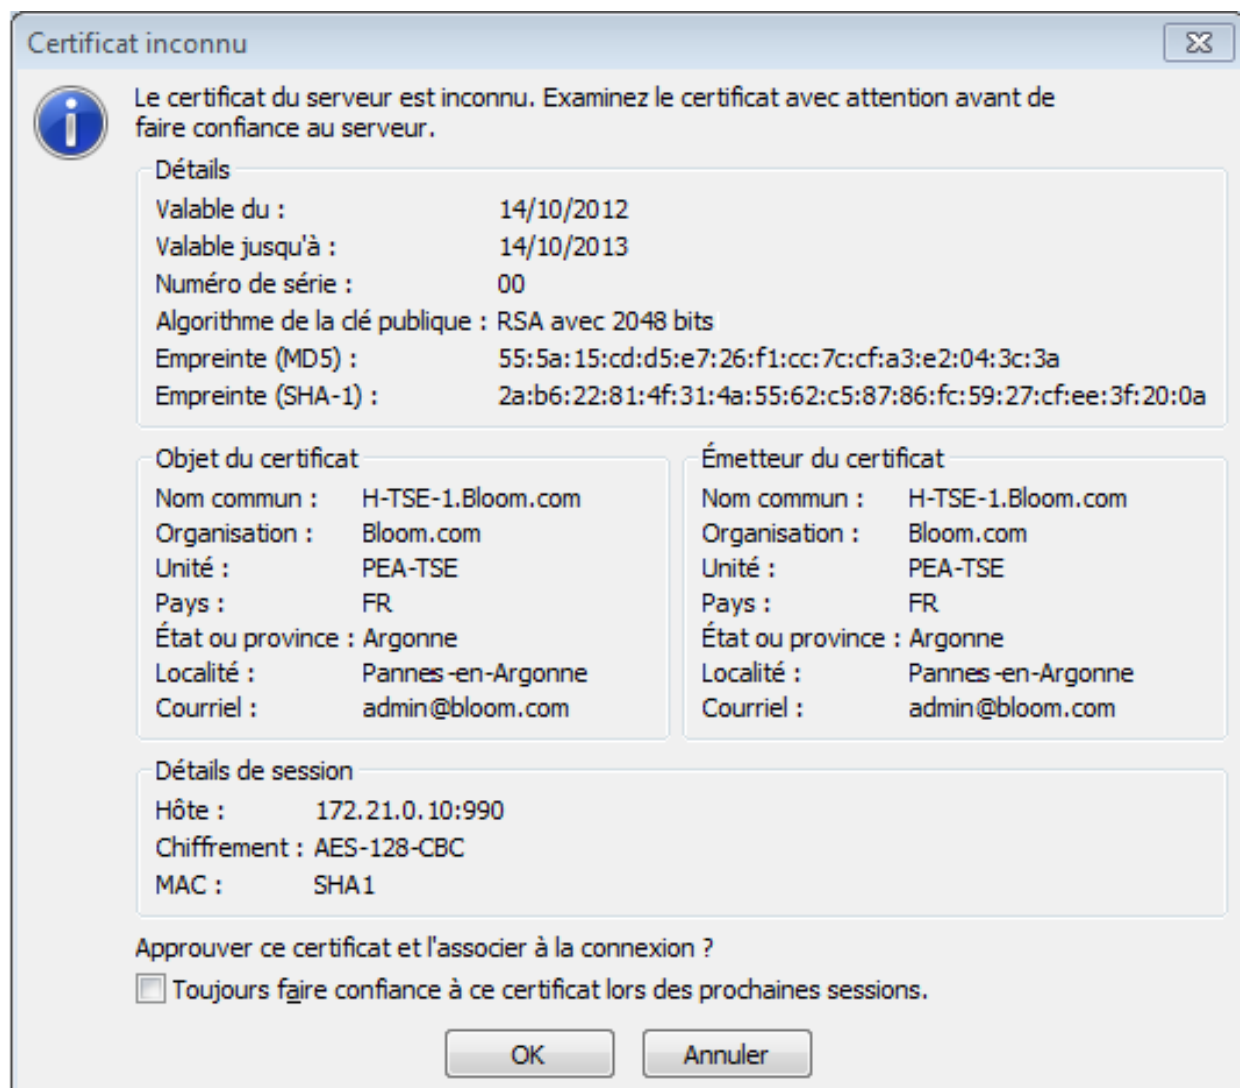 Certificat inconnu
Le certificat du serveur est inconnu. Examinez le certificat avec attention avant de
faire confiance au serveur.
Détails
Valable du : 14/10/2012
Valable jusqu'à : 14/10/2013
Numéro de série : 00
Algorithme de la clé publique : RSA avec 2048 bits
Empreinte (MD5) : 55:5a:15:cd:d5:e7:26:f1:cc:7c:cf:a3:e2:04:3c:3a
Empreinte (SHA-1) : 2a:b6:22:81:4f:31:4a:55:62:c5:87:86:fc:59:27:cf:ee:3f:20:0a
Objet du certificat
Nom commun : H-TSE-1.Bloom.com
Organisation : Bloom.com
Unité : PEA-TSE
Pays : FR
État ou province : Argonne
Localité : Pannes-en-Argonne
Courriel : admin@bloom.com
Émetteur du certificat
Nom commun : H-TSE-1.Bloom.com
Organisation : Bloom.com
Unité : PEA-TSE
Pays : FR
État ou province : Argonne
Localité : Pannes-en-Argonne
Courriel : admin@bloom.com
Détails de session
Hôte : 172.21.0.10:990
Chiffrement : AES-128-CBC
MAC : SHA1
Approuver ce certificat et l'associer à la connexion ?
Toujours faire confiance à ce certificat lors des prochaines sessions.
OK
Annuler